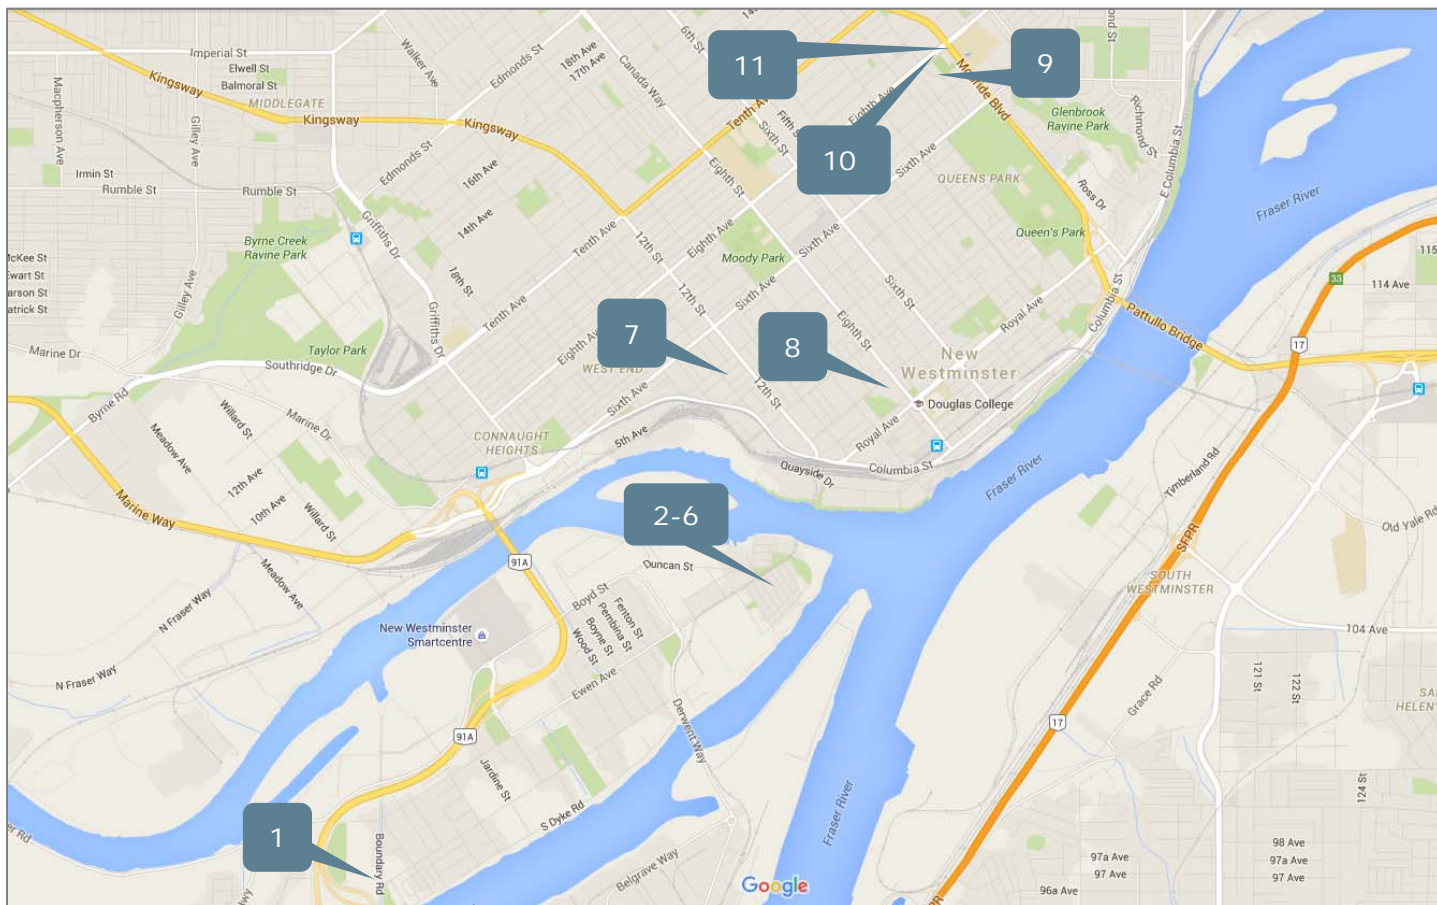 Imperial St
Elwell St
Balmoral St
Macpherson Ave
Kingsway
MIDDLEGATE
Gilley Ave
Kingsway
Walker Ave
Edmonds St
18th Ave
17th Ave
Canada Way
6th St
14th
11
9
McBride Blvd
Tenth Ave
Fifth St
Sixth St
Eighth Ave
10
Glenbrook
Ravine Park
Richmond St
E Columbia St
Fraser River
Irmin St
Rumble St
Rumble St
Edmonds St
Kingsway
16th Ave
14th Ave
Eighth St
Sixth Ave
QUEENS PARK
Ross Dr
Queen's Park
Byrne Creek
Ravine Park
McKee St
Ewart St
Carson St
Patrick St
Gilley Ave
Griffiths Dr
Griffiths Dr
18th St
Tenth Ave
Tenth Ave
12th St
Eighth Ave
Moody Park
Sixth Ave
Sixth Ave
Sixth St
33
115
114 Ave
17
Pattullo Bridge
Columbia St
Royal Ave
Marine Dr
Taylor Park
Southridge Dr
Byrne Rd
Eighth Ave
WEST END
7
12th St
12th St
8
Eighth St
New
Westminster
Douglas College
Sixth Ave
5th Ave
Royal Ave
Columbia St
Quayside Dr
Willard St
Marine Dr
Meadow Ave
12th Ave
10th Ave
Willard St
CONNAUGHT
HEIGHTS
Marine Way
Meadow Ave
N Fraser Way
N Fraser Way
91A
2-6
Duncan St
Boyd St
Fenton St
Pembina St
Boyne St
Wood St
Ewen Ave
New Westminster
Smartcentre
Fraser River
Timberland Rd
SFPR
Old Yale Rd
SOUTH
WESTMINSTER
104 Ave
121 St
122 St
Grace Rd
17
91A
Jardine St
Derwent Way
S Dyke Rd
1
Boundary Rd
Belgrave Way
Fraser River
Google
124 St
98 Ave
97a Ave
97a Ave
97 Ave
97 Ave
96a Ave